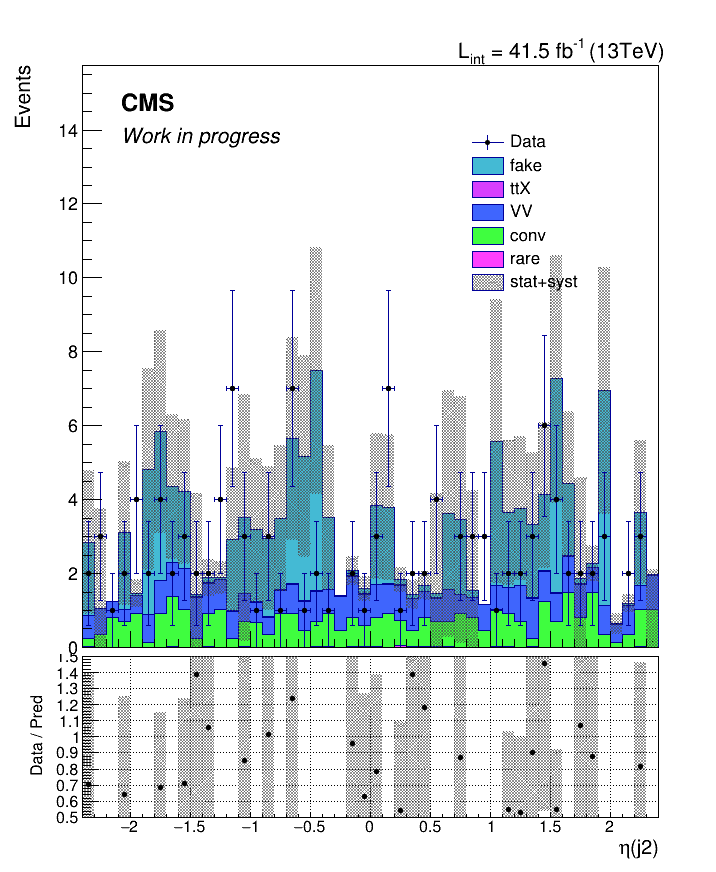 L_int = 41.5 fb^-1 (13TeV)
Events
CMS
Work in progress
Data
fake
ttX
VV
conv
rare
stat+syst
14
12
10
8
6
4
2
0
Data / Pred
1.5
1.4
1.3
1.2
1.1
1
0.9
0.8
0.7
0.6
0.5
−2 −1.5 −1 −0.5 0 0.5 1 1.5 2
η(j2)